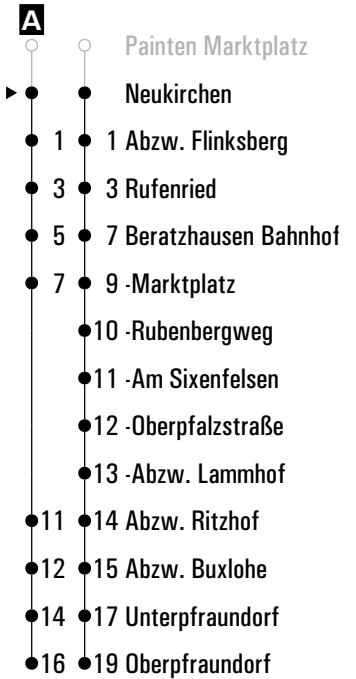 A
Painten Marktplatz
Neukirchen
1 1 Abzw. Flinksberg
3 3 Rufenried
5 7 Beratzhausen Bahnhof
7 9 -Marktplatz
10 -Rubenbergweg
11 -Am Sixenfelsen
12 -Oberpfalzstraße
13 -Abzw. Lammhof
11 14 Abzw. Ritzhof
12 15 Abzw. Buxlohe
14 17 Unterpfraundorf
16 19 Oberpfraundorf